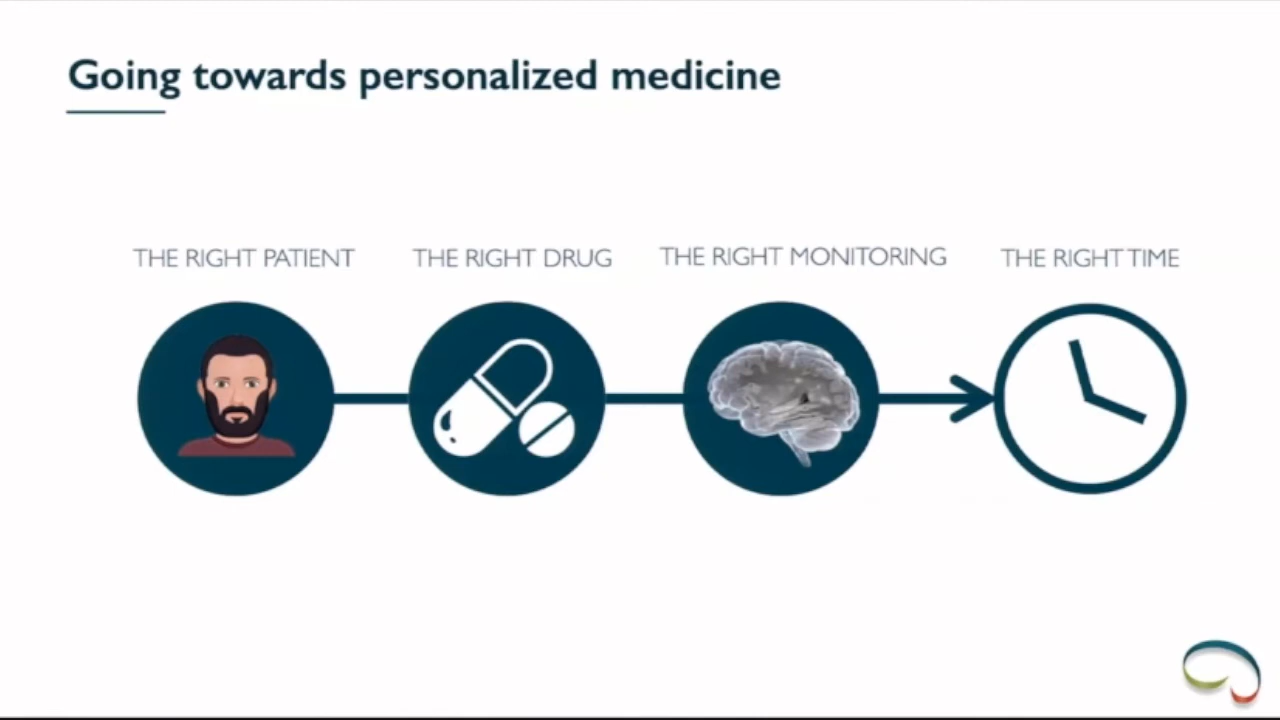 Going towards personalized medicine
THE RIGHT PATIENT
THE RIGHT DRUG
THE RIGHT MONITORING
THE RIGHT TIME